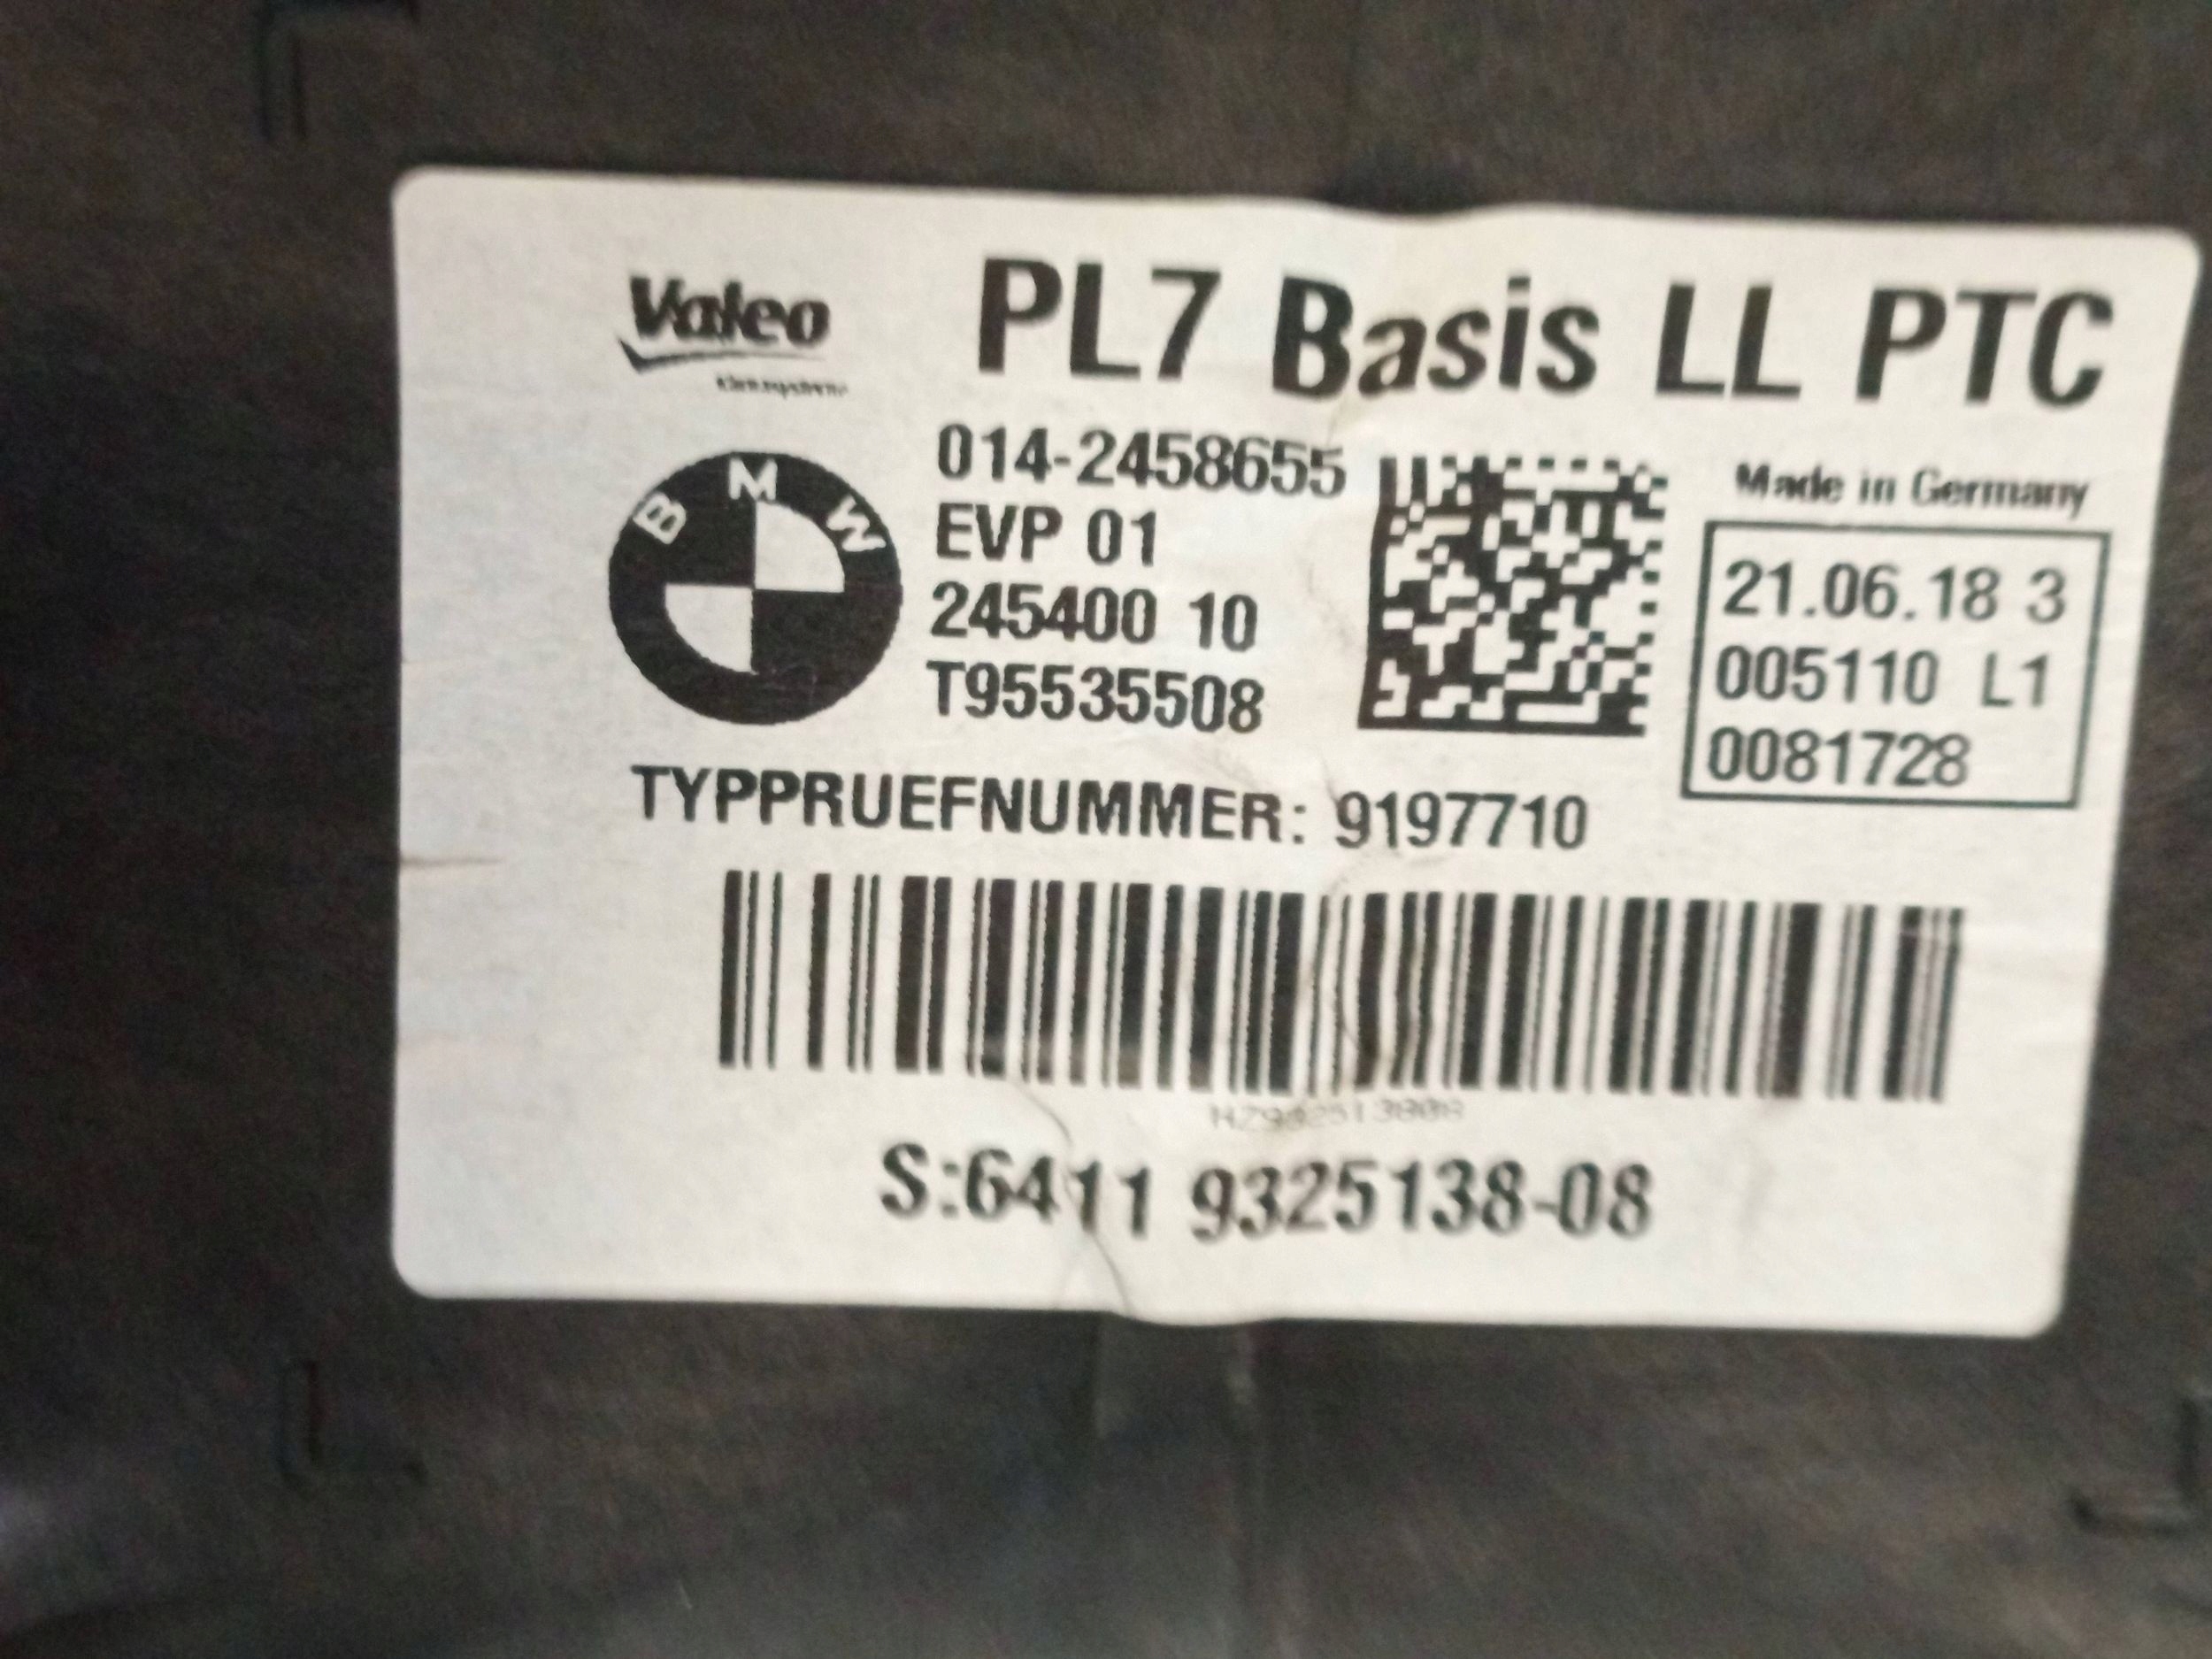 Valeo
PL7 Basis LL PTC
B M W
014-2458655
EVP 01
245400 10
T95535508
Made in Germany
21.06.18 3
005110 L1
0081728
TYPPRUEFNUMMER: 9197710
S:6411 9325138-08